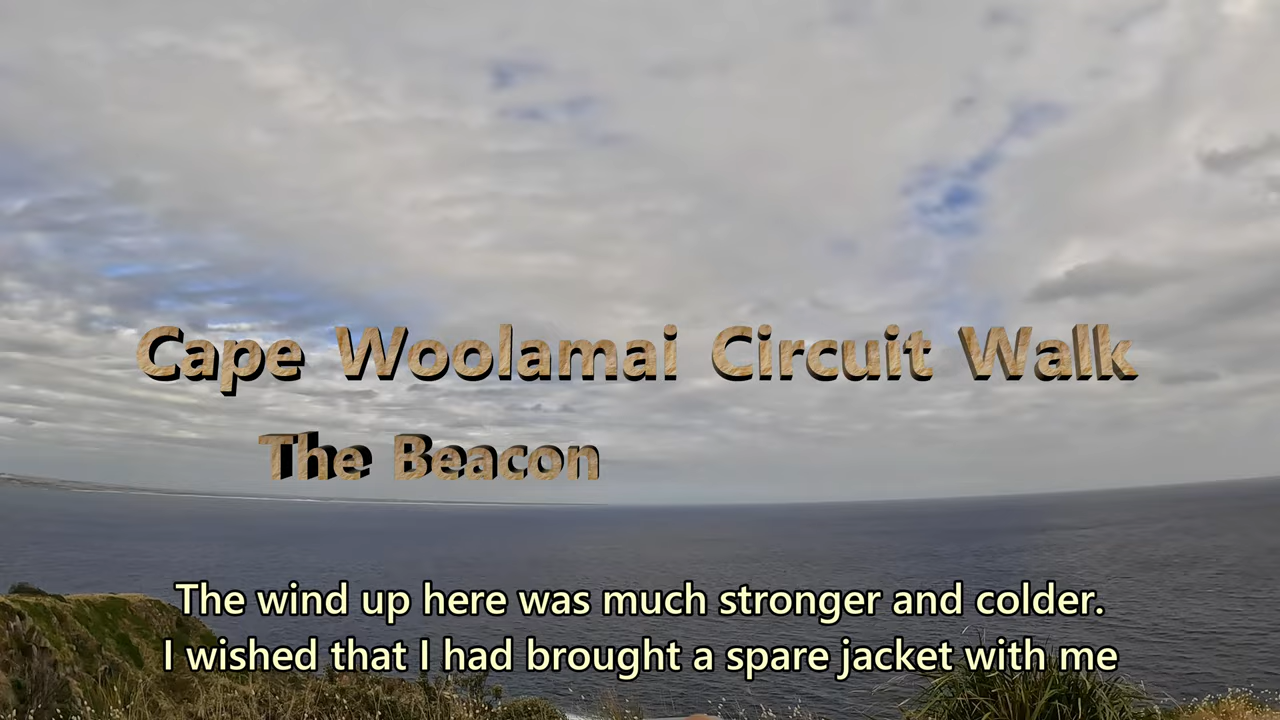 Cape Woolamai Circuit Walk
The Beacon
The wind up here was much stronger and colder.
I wished that I had brought a spare jacket with me